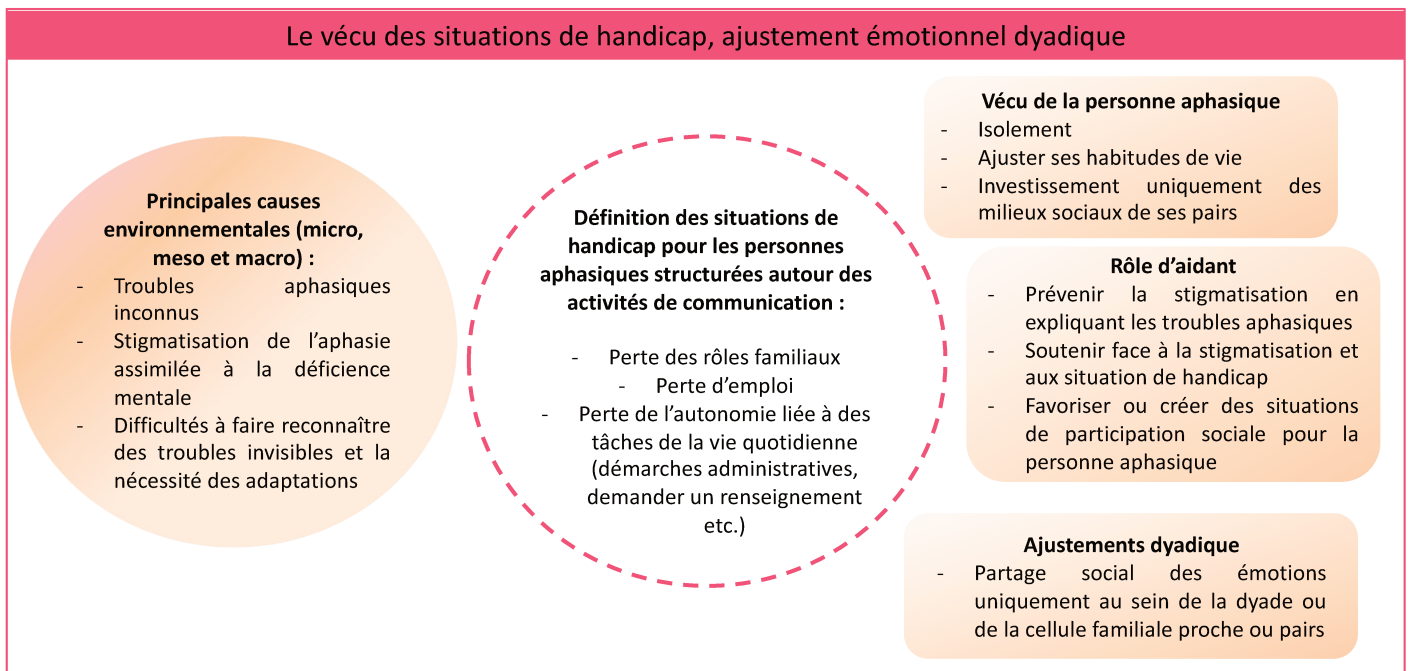 Le vécu des situations de handicap, ajustement émotionnel dyadique
Principales causes
environnementales (micro,
meso et macro) :
- Troubles aphasiques
inconnus
- Stigmatisation de l’aphasie
assimilée à la déficience
mentale
- Difficultés à faire reconnaître
des troubles invisibles et la
nécessité des adaptations
Définition des situations de
handicap pour les personnes
aphasiques structurées autour des
activités de communication :
- Perte des rôles familiaux
- Perte d’emploi
- Perte de l’autonomie liée à des
tâches de la vie quotidienne
(démarches administratives,
demander un renseignement
etc.)
Vécu de la personne aphasique
- Isolement
- Ajuster ses habitudes de vie
- Investissement uniquement des
milieux sociaux de ses pairs
Rôle d’aidant
- Prévenir la stigmatisation en
expliquant les troubles aphasiques
- Soutenir face à la stigmatisation et
aux situation de handicap
- Favoriser ou créer des situations
de participation sociale pour la
personne aphasique
Ajustements dyadique
- Partage social des émotions
uniquement au sein de la dyade ou
de la cellule familiale proche ou pairs